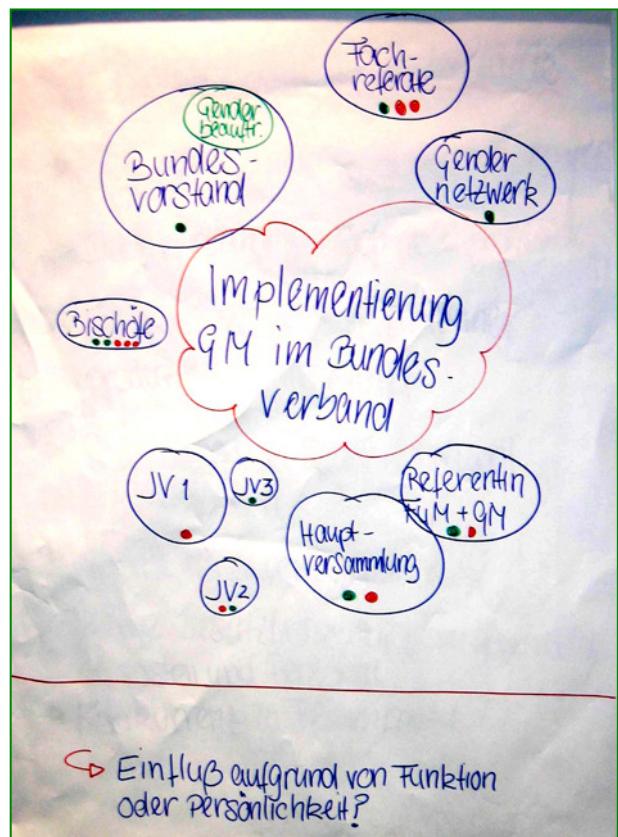 Fach-
referate
Gender
beauftr.
Bundes-
vorstand
Gender
netzwerk
Implementierung
GM im Bundes-
verband
Bischöfe
JV1
JV3
JV2
Haupt-
versammlung
Referentin
FuM + GM
Einfluß aufgrund von Funktion
oder Persönlichkeit?